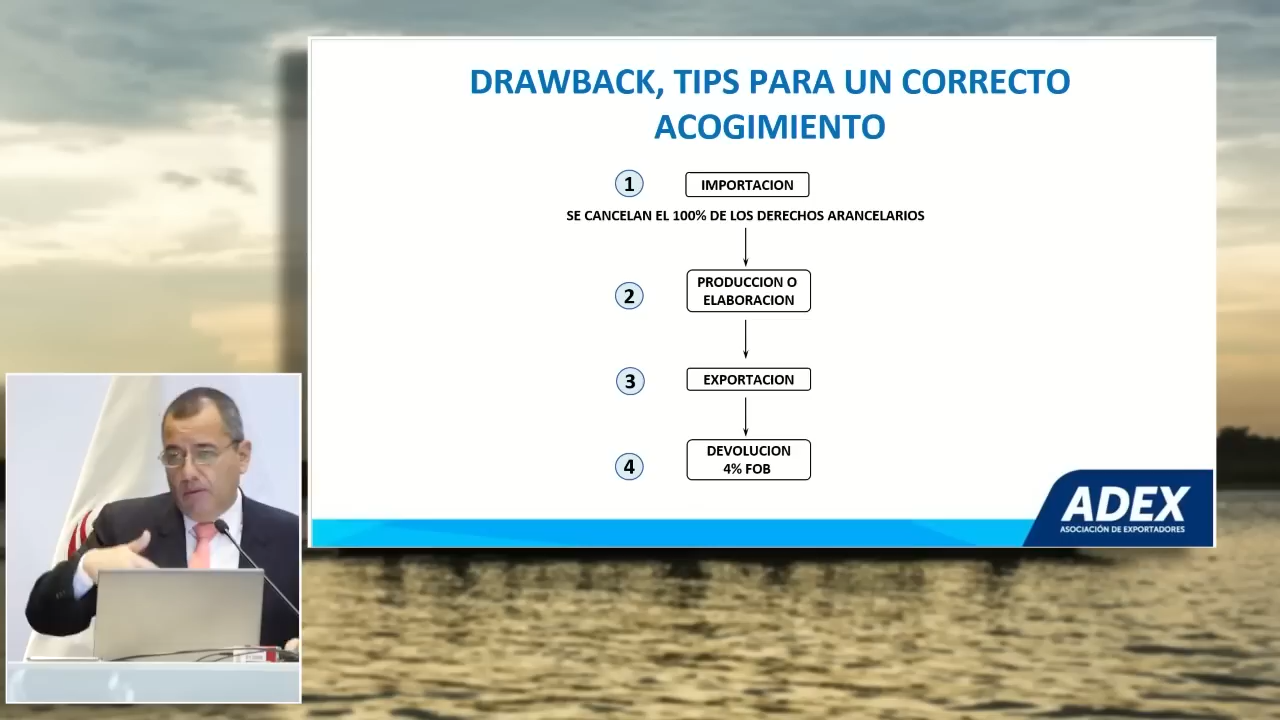 DRAWBACK, TIPS PARA UN CORRECTO
ACOGIMIENTO
1
IMPORTACION
SE CANCELAN EL 100% DE LOS DERECHOS ARANCELARIOS
2
PRODUCCION O
ELABORACION
3
EXPORTACION
4
DEVOLUCION
4% FOB
ADEX
ASOCIACIÓN DE EXPORTADORES